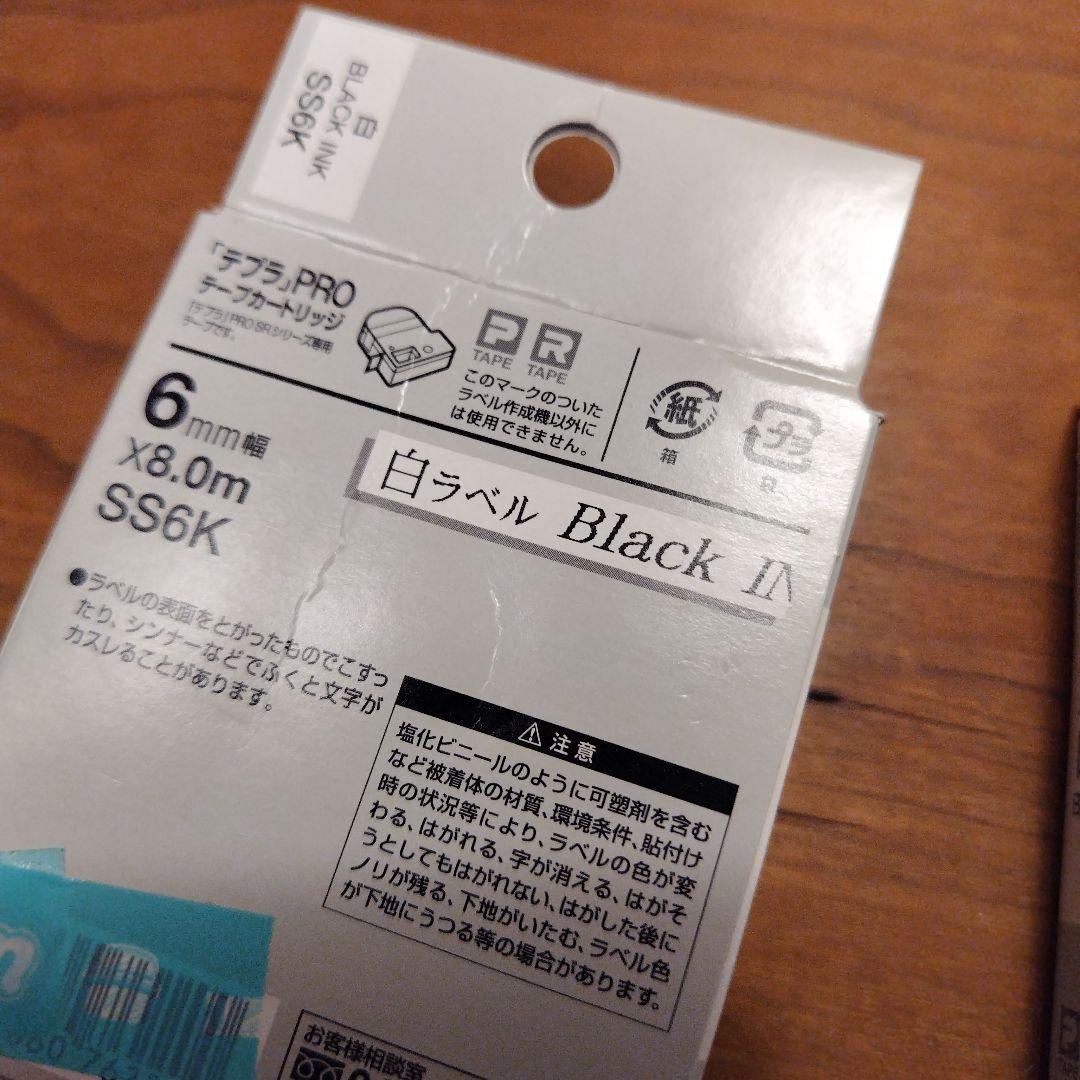 白
BLACK INK
SS6K
「テプラ」PRO
テープカートリッジ
「テプラ」PRO SRシリーズ専用
テープです。
P R
TAPE TAPE
このマークのついた
ラベル作成機以外に
は使用できません。
紙
箱
プラ
袋
6mm幅
X8.0m
SS6K
白ラベル Black
●ラベルの表面をとがったものでこすっ
たり、シンナーなどでふくと文字が
カスレることがあります。
⚠注意
塩化ビニールのように可塑剤を含む
など被着体の材質、環境条件、貼付け
時の状況等により、ラベルの色が変
わる、はがれる、字が消える、はがそ
うとしてもはがれない、はがした後に
ノリが残る、下地がいたむ、ラベル色
が下地にうつる等の場合があります。
お客様相談室